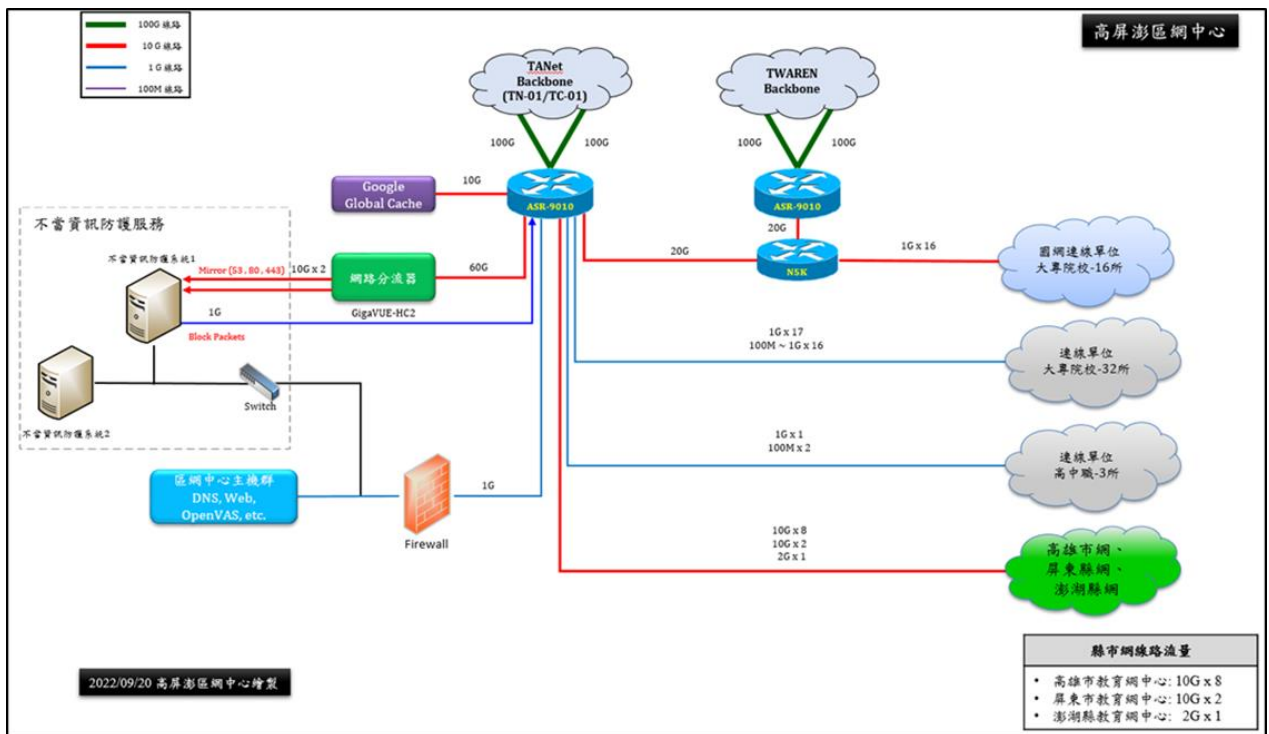 100G 線路
10 G 線路
1 G 線路
100M 線路
高屏澎區網中心
TANet
Backbone
(TN-01/TC-01)
TWAREN
Backbone
100G
100G
100G
100G
Google
Global Cache
10G
ASR-9010
ASR-9010
20G
不當資訊防護服務
不當資訊防護系統1
Mirror (53, 80, 443)
10G x 2
網路分流器
60G
GigaVUE-HC2
20G
N5K
1G x 16
國網連線單位
大專院校-16所
1G
Block Packets
1G x 17
100M ~ 1G x 16
連線單位
大專院校-32所
不當資訊防護系統2
Switch
1G x 1
100M x 2
連線單位
高中職-3所
區網中心主機群
DNS, Web,
OpenVAS, etc.
Firewall
1G
10G x 8
10G x 2
2G x 1
高雄市網、
屏東縣網、
澎湖縣網
縣市網線路流量
• 高雄市教育網中心: 10G x 8
• 屏東市教育網中心: 10G x 2
• 澎湖縣教育網中心: 2G x 1
2022/09/20 高屏澎區網中心繪製